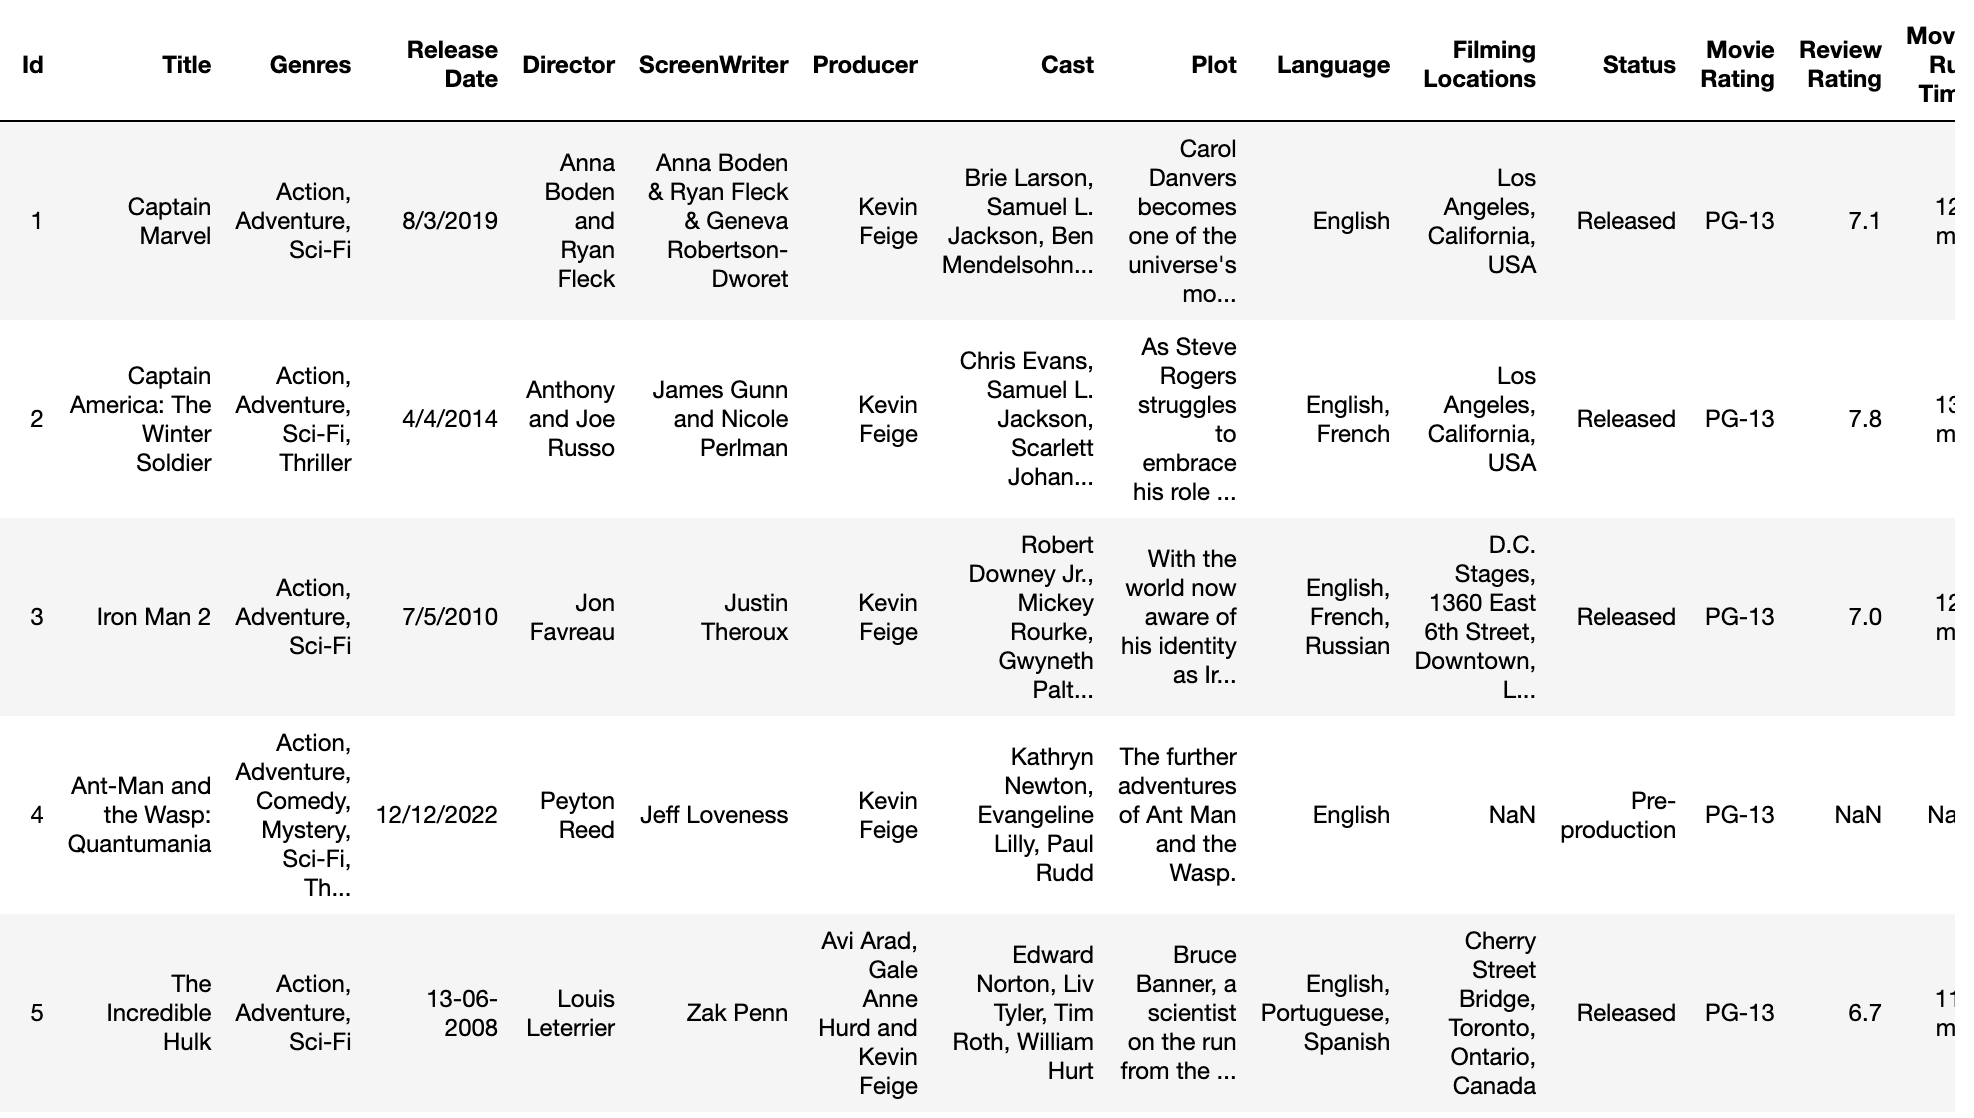 Id Title Genres Release Date Director ScreenWriter Producer Cast Plot Language Filming Locations Status Movie Rating Review Rating Mov Ru Tim
1 Captain Marvel Action, Adventure, Sci-Fi 8/3/2019 Anna Boden and Ryan Fleck Anna Boden & Ryan Fleck & Geneva Robertson-Dworet Kevin Feige Brie Larson, Samuel L. Jackson, Ben Mendelsohn... Carol Danvers becomes one of the universe's mo... English Los Angeles, California, USA Released PG-13 7.1 12 m
2 Captain America: The Winter Soldier Action, Adventure, Sci-Fi, Thriller 4/4/2014 Anthony and Joe Russo James Gunn and Nicole Perlman Kevin Feige Chris Evans, Samuel L. Jackson, Scarlett Johan... As Steve Rogers struggles to embrace his role ... English, French Los Angeles, California, USA Released PG-13 7.8 13 m
3 Iron Man 2 Action, Adventure, Sci-Fi 7/5/2010 Jon Favreau Justin Theroux Kevin Feige Robert Downey Jr., Mickey Rourke, Gwyneth Palt... With the world now aware of his identity as Ir... English, French, Russian D.C. Stages, 1360 East 6th Street, Downtown, L... Released PG-13 7.0 12 m
4 Ant-Man and the Wasp: Quantumania Action, Adventure, Comedy, Mystery, Sci-Fi, Th... 12/12/2022 Peyton Reed Jeff Loveness Kevin Feige Kathryn Newton, Evangeline Lilly, Paul Rudd The further adventures of Ant Man and the Wasp. English NaN Pre-production PG-13 NaN Na
5 The Incredible Hulk Action, Adventure, Sci-Fi 13-06-2008 Louis Leterrier Zak Penn Avi Arad, Gale Anne Hurd and Kevin Feige Edward Norton, Liv Tyler, Tim Roth, William Hurt Bruce Banner, a scientist on the run from the ... English, Portuguese, Spanish Cherry Street Bridge, Toronto, Ontario, Canada Released PG-13 6.7 11 m